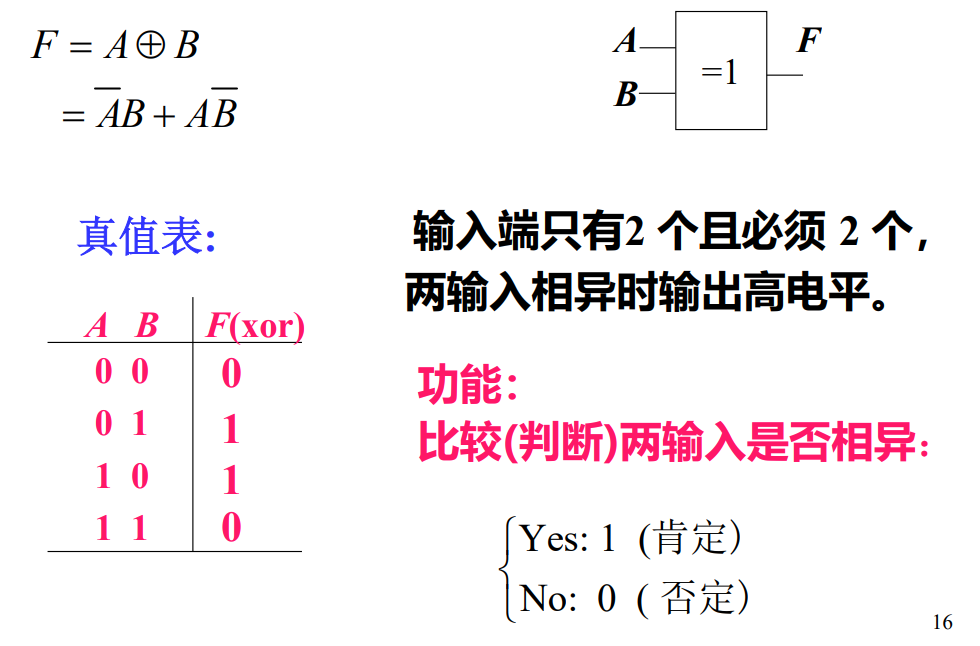 F = A ⊕ B
= A̅B + AB̅
A
B
=1
F
真值表:
A B F(xor)
0 0 0
0 1 1
1 0 1
1 1 0
输入端只有2 个且必须 2 个，
两输入相异时输出高电平。
功能：
比较(判断)两输入是否相异：
Yes: 1 (肯定）
No: 0 ( 否定）
16